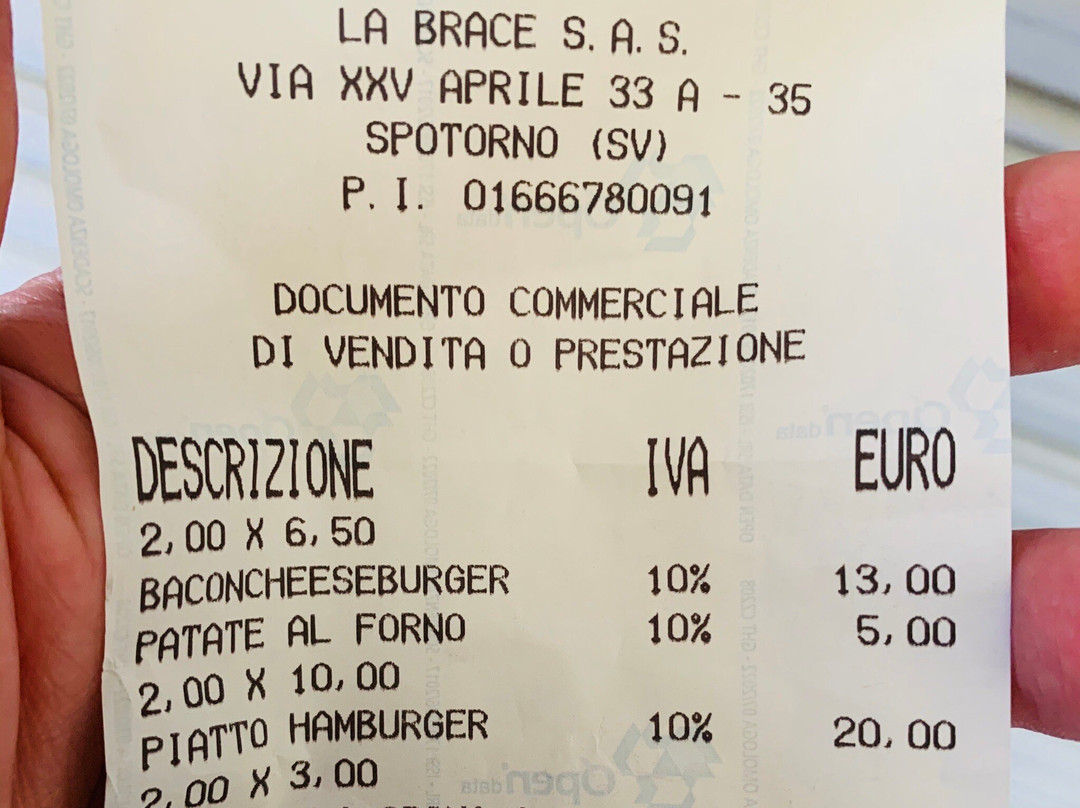 LA BRACE S. A. S.
VIA XXV APRILE 33 A - 35
SPOTORNO (SV)
P. I. 01666780091
DOCUMENTO COMMERCIALE
DI VENDITA O PRESTAZIONE
DESCRIZIONE IVA EURO
2,00 X 6,50
BACONCHEESEBURGER 10% 13,00
PATATE AL FORNO 10% 5,00
2,00 X 10,00
PIATTO HAMBURGER 10% 20,00
2,00 X 3,00